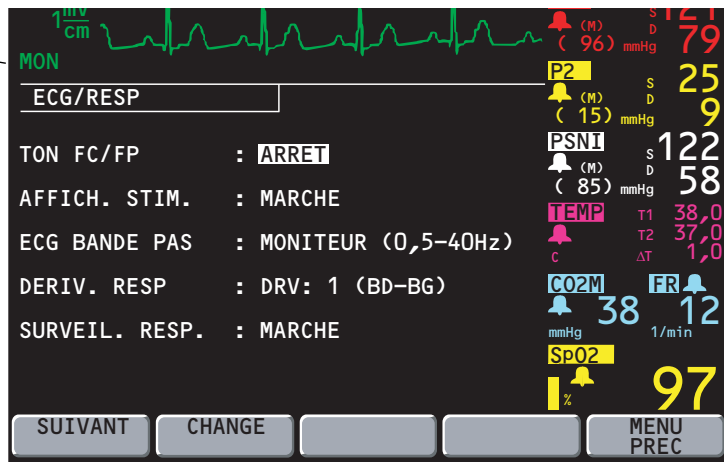 1 mV
cm
MON
ECG/RESP
TON FC/FP : ARRET
AFFICH. STIM. : MARCHE
ECG BANDE PAS : MONITEUR (0,5-40Hz)
DERIV. RESP : DRV: 1 (BD-BG)
SURVEIL. RESP. : MARCHE
S 121
(M) D 79
( 96) mmHg
P2
S 25
(M) D 9
( 15) mmHg
PSNI
S 122
(M) D 58
( 85) mmHg
TEMP T1 38,0
T2 37,0
C ΔT 1,0
CO2M FR
38 12
mmHg 1/min
SpO2
% 97
SUIVANT
CHANGE
MENU
PREC